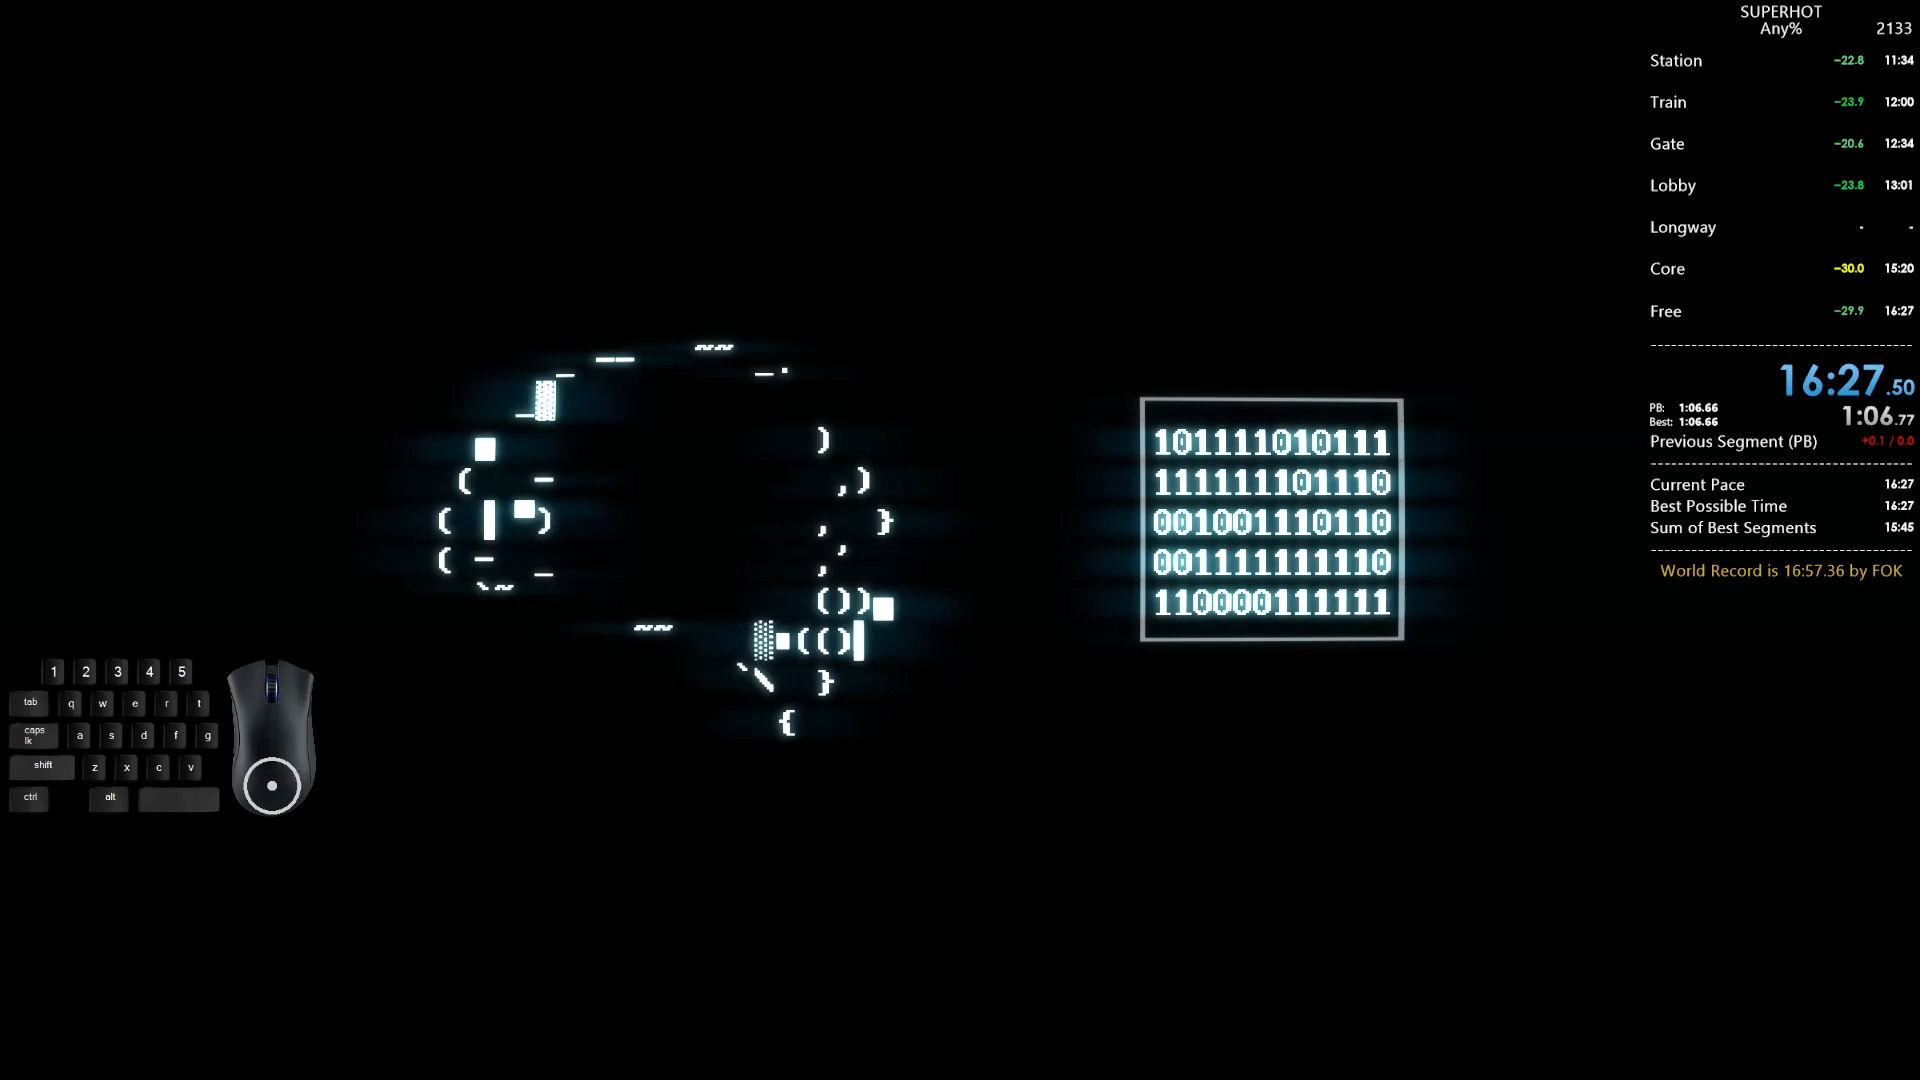 SUPERHOT
Any% 2133
Station -22.8 11:34
Train -23.9 12:00
Gate -20.6 12:34
Lobby -23.8 13:01
Longway - -
Core -30.0 15:20
Free -29.9 16:27
16:27.50
PB: 1:06.66
Best: 1:06.66
1:06.77
Previous Segment (PB) +0.1 / 0.0
Current Pace 16:27
Best Possible Time 16:27
Sum of Best Segments 15:45
World Record is 16:57.36 by FOK
101111010111
111111101110
001001110110
001111111110
110000111111
1 2 3 4 5
tab q w e r t
caps lk a s d f g
shift z x c v
ctrl alt